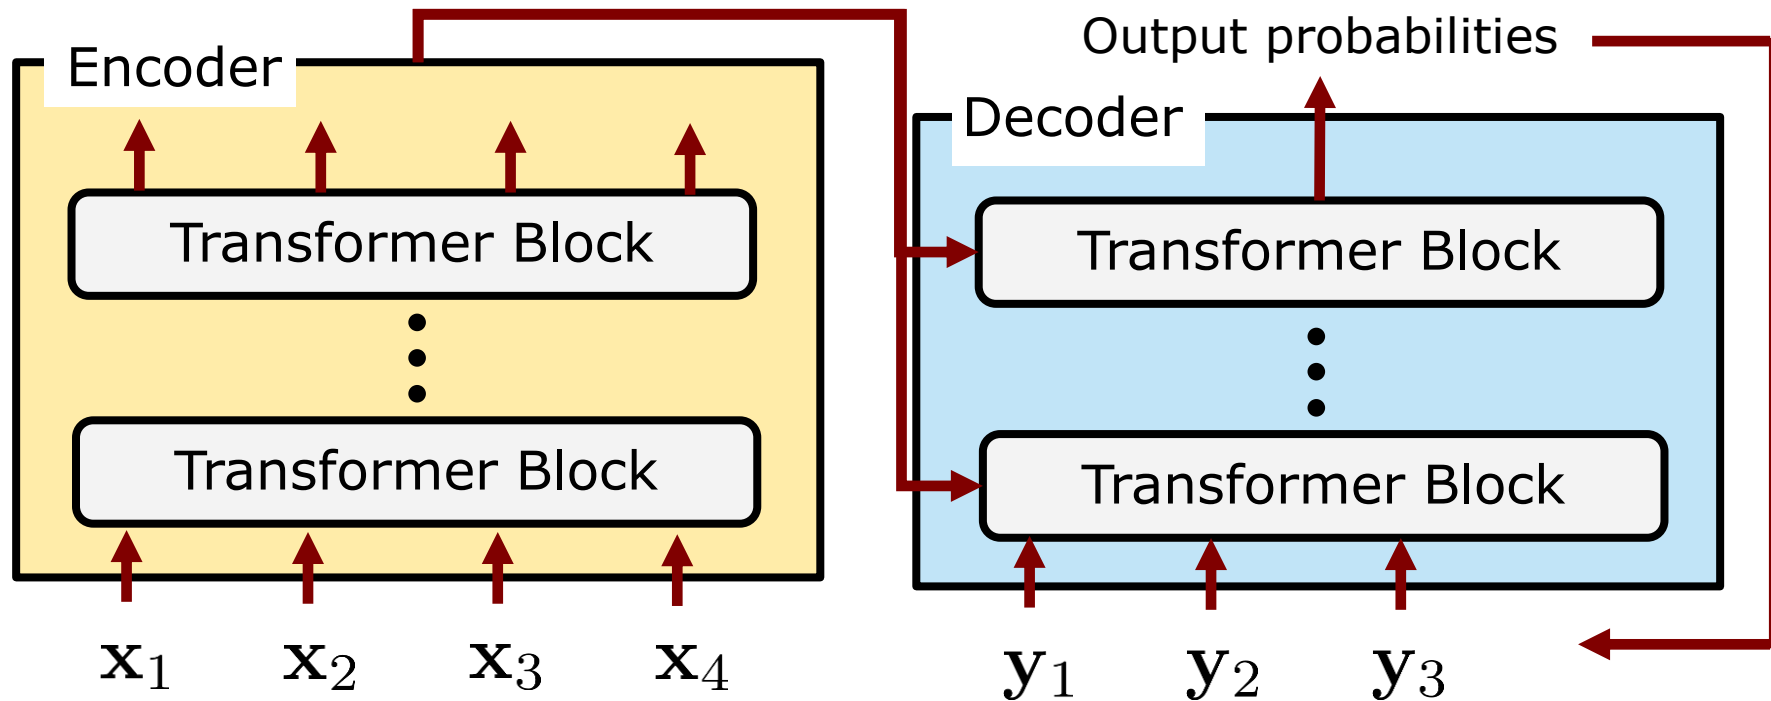 Encoder
Transformer Block
Transformer Block
x1 x2 x3 x4
Output probabilities
Decoder
Transformer Block
Transformer Block
y1 y2 y3